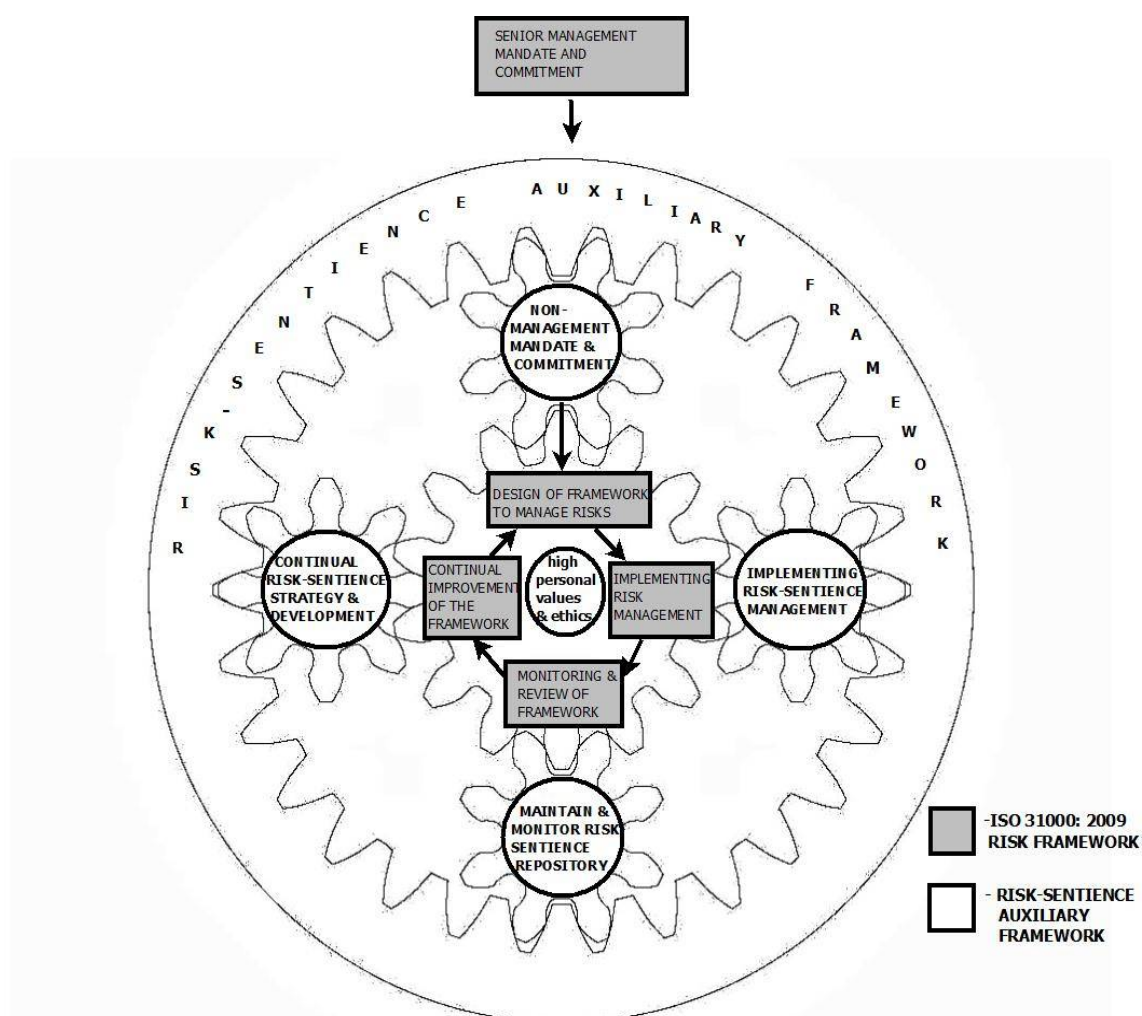 SENIOR MANAGEMENT
MANDATE AND
COMMITMENT
RISK-SENTIENCE AUXILIARY FRAMEWORK
NON-
MANAGEMENT
MANDATE &
COMMITMENT
DESIGN OF FRAMEWORK
TO MANAGE RISKS
CONTINUAL
RISK-SENTIENCE
STRATEGY &
DEVELOPMENT
CONTINUAL
IMPROVEMENT
OF THE
FRAMEWORK
high
personal
values
& ethics
IMPLEMENTING
RISK
MANAGEMENT
IMPLEMENTING
RISK-SENTIENCE
MANAGEMENT
MONITORING &
REVIEW OF
FRAMEWORK
MAINTAIN &
MONITOR RISK
SENTIENCE
REPOSITORY
-ISO 31000: 2009
RISK FRAMEWORK
- RISK-SENTIENCE
AUXILIARY
FRAMEWORK